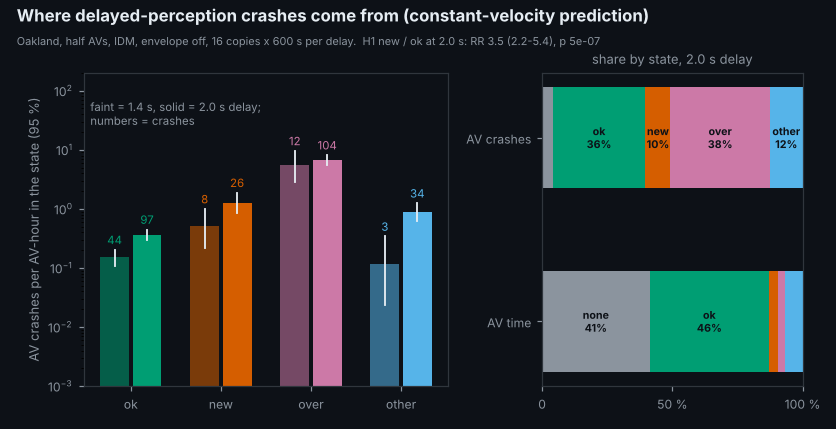 Where delayed-perception crashes come from (constant-velocity prediction)
Oakland, half AVs, IDM, envelope off, 16 copies x 600 s per delay.  H1 new / ok at 2.0 s: RR 3.5 (2.2-5.4), p 5e-07
AV crashes per AV-hour in the state (95 %)
10²
10¹
10⁰
10⁻¹
10⁻²
10⁻³
faint = 1.4 s, solid = 2.0 s delay;
numbers = crashes
44
97
8
26
12
104
3
34
ok
new
over
other
share by state, 2.0 s delay
AV crashes
ok
36%
new
10%
over
38%
other
12%
AV time
none
41%
ok
46%
0
50 %
100 %